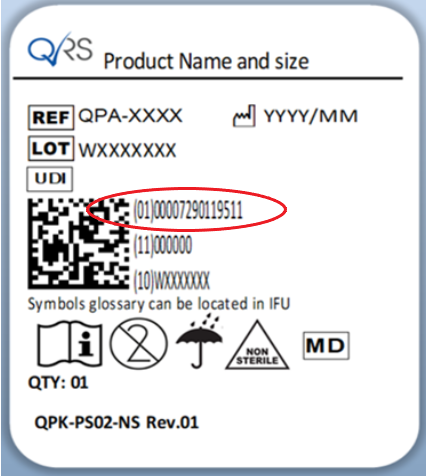 QRS
Product Name and size
REF QPA-XXXX YYYY/MM
LOT WXXXXXXX
UDI
(01)00007290119511
(11)000000
(10)WXXXXXXX
Symbols glossary can be located in IFU
i 2 NON STERILE MD
QTY: 01
QPK-PS02-NS Rev.01